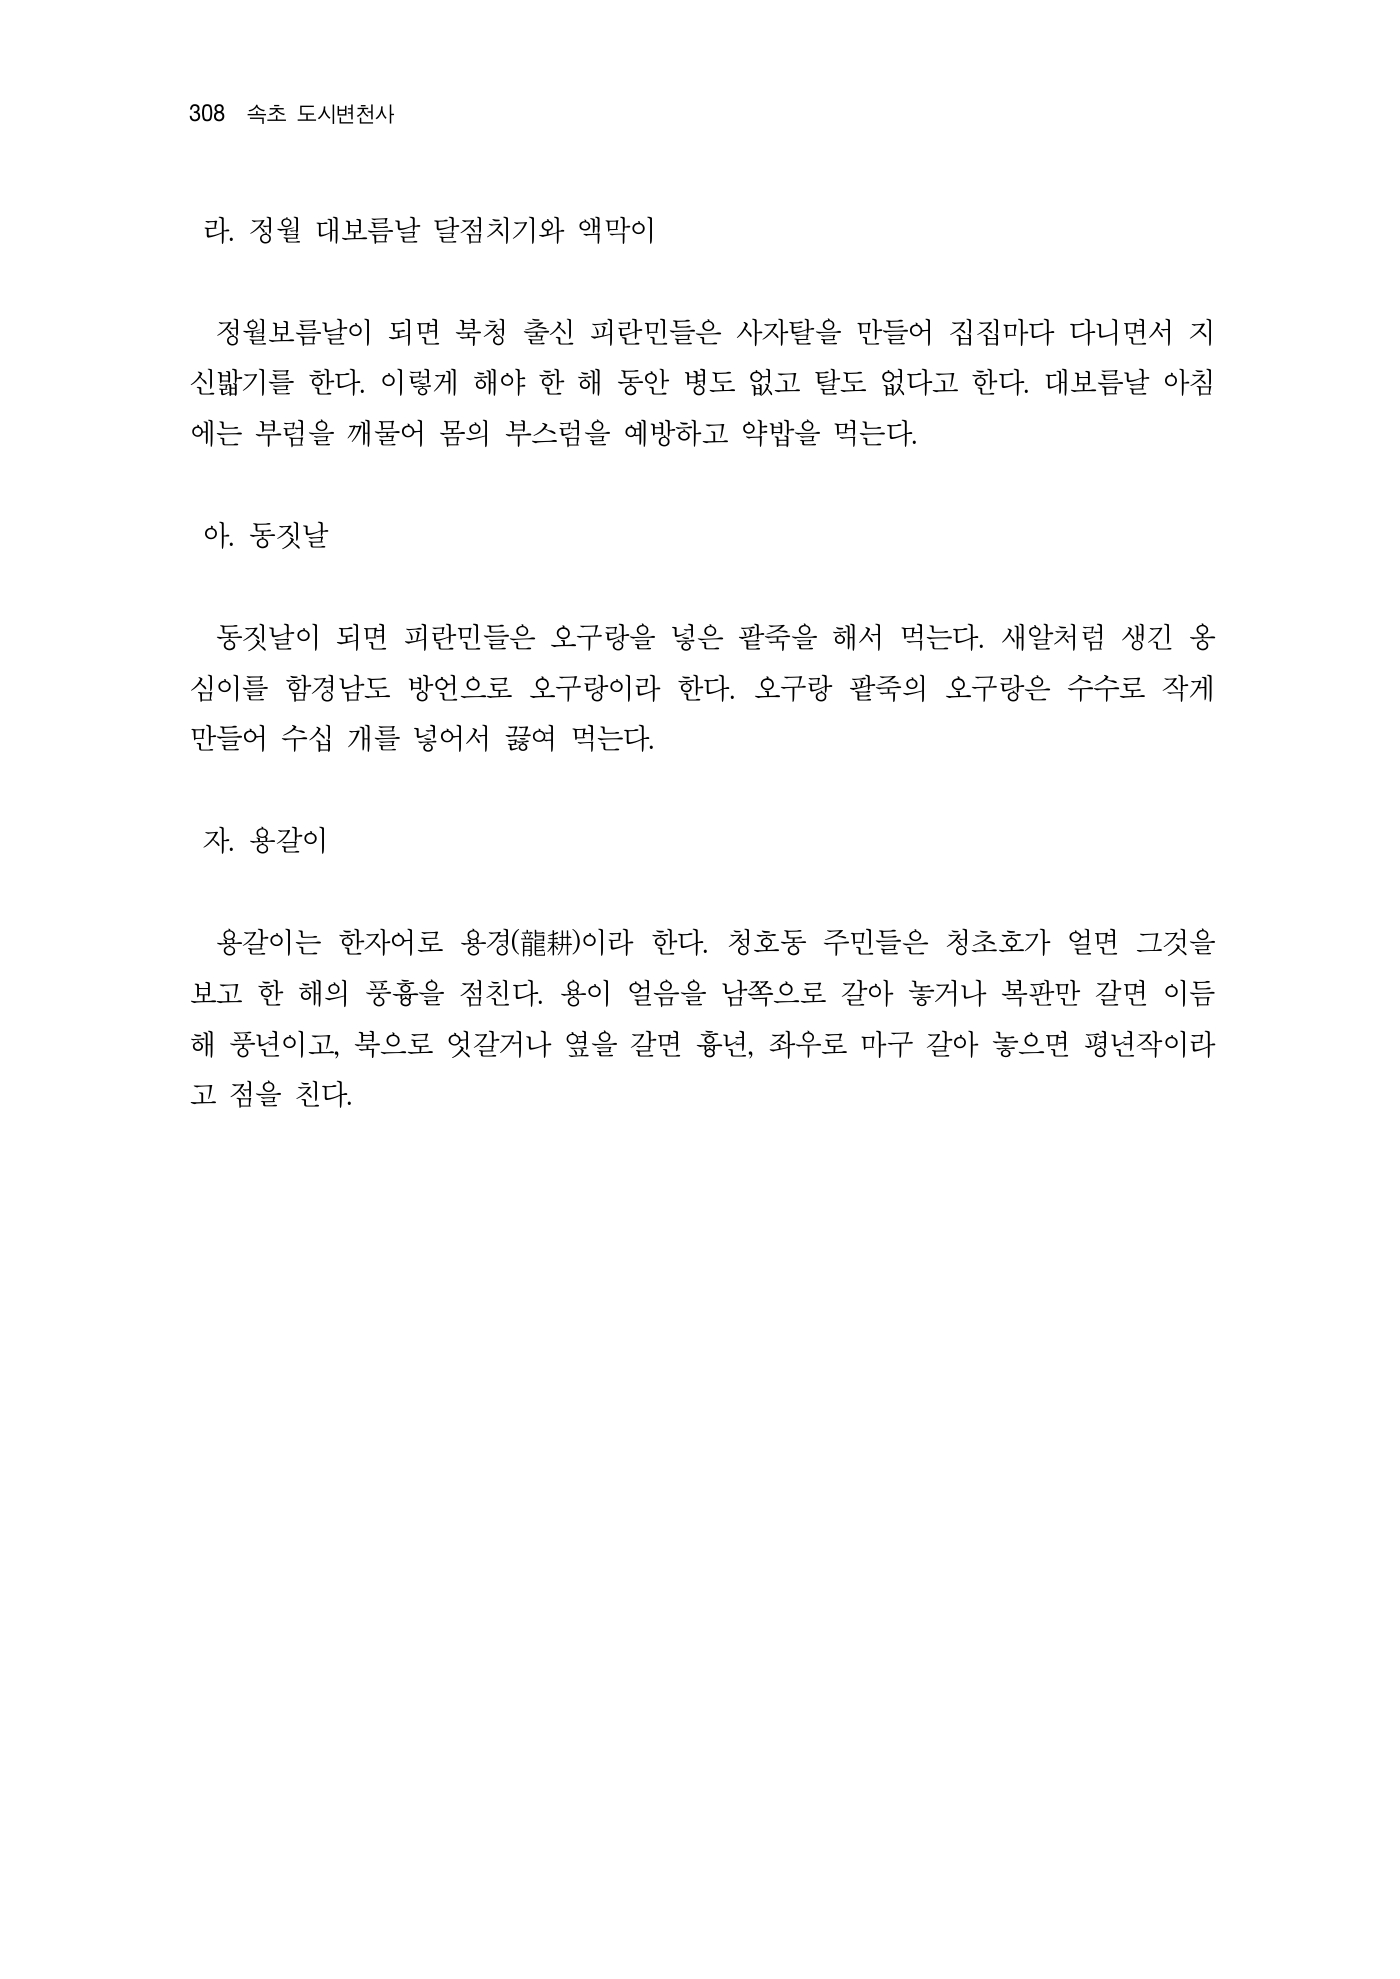 308 속초 도시변천사
라. 정월 대보름날 달점치기와 액막이
정월보름날이 되면 북청 출신 피란민들은 사자탈을 만들어 집집마다 다니면서 지
신밟기를 한다. 이렇게 해야 한 해 동안 병도 없고 탈도 없다고 한다. 대보름날 아침
에는 부럼을 깨물어 몸의 부스럼을 예방하고 약밥을 먹는다.
아. 동짓날
동짓날이 되면 피란민들은 오구랑을 넣은 팥죽을 해서 먹는다. 새알처럼 생긴 옹
심이를 함경남도 방언으로 오구랑이라 한다. 오구랑 팥죽의 오구랑은 수수로 작게
만들어 수십 개를 넣어서 끓여 먹는다.
자. 용갈이
용갈이는 한자어로 용경(龍耕)이라 한다. 청호동 주민들은 청초호가 얼면 그것을
보고 한 해의 풍흉을 점친다. 용이 얼음을 남쪽으로 갈아 놓거나 복판만 갈면 이듬
해 풍년이고, 북으로 엇갈거나 옆을 갈면 흉년, 좌우로 마구 갈아 놓으면 평년작이라
고 점을 친다.